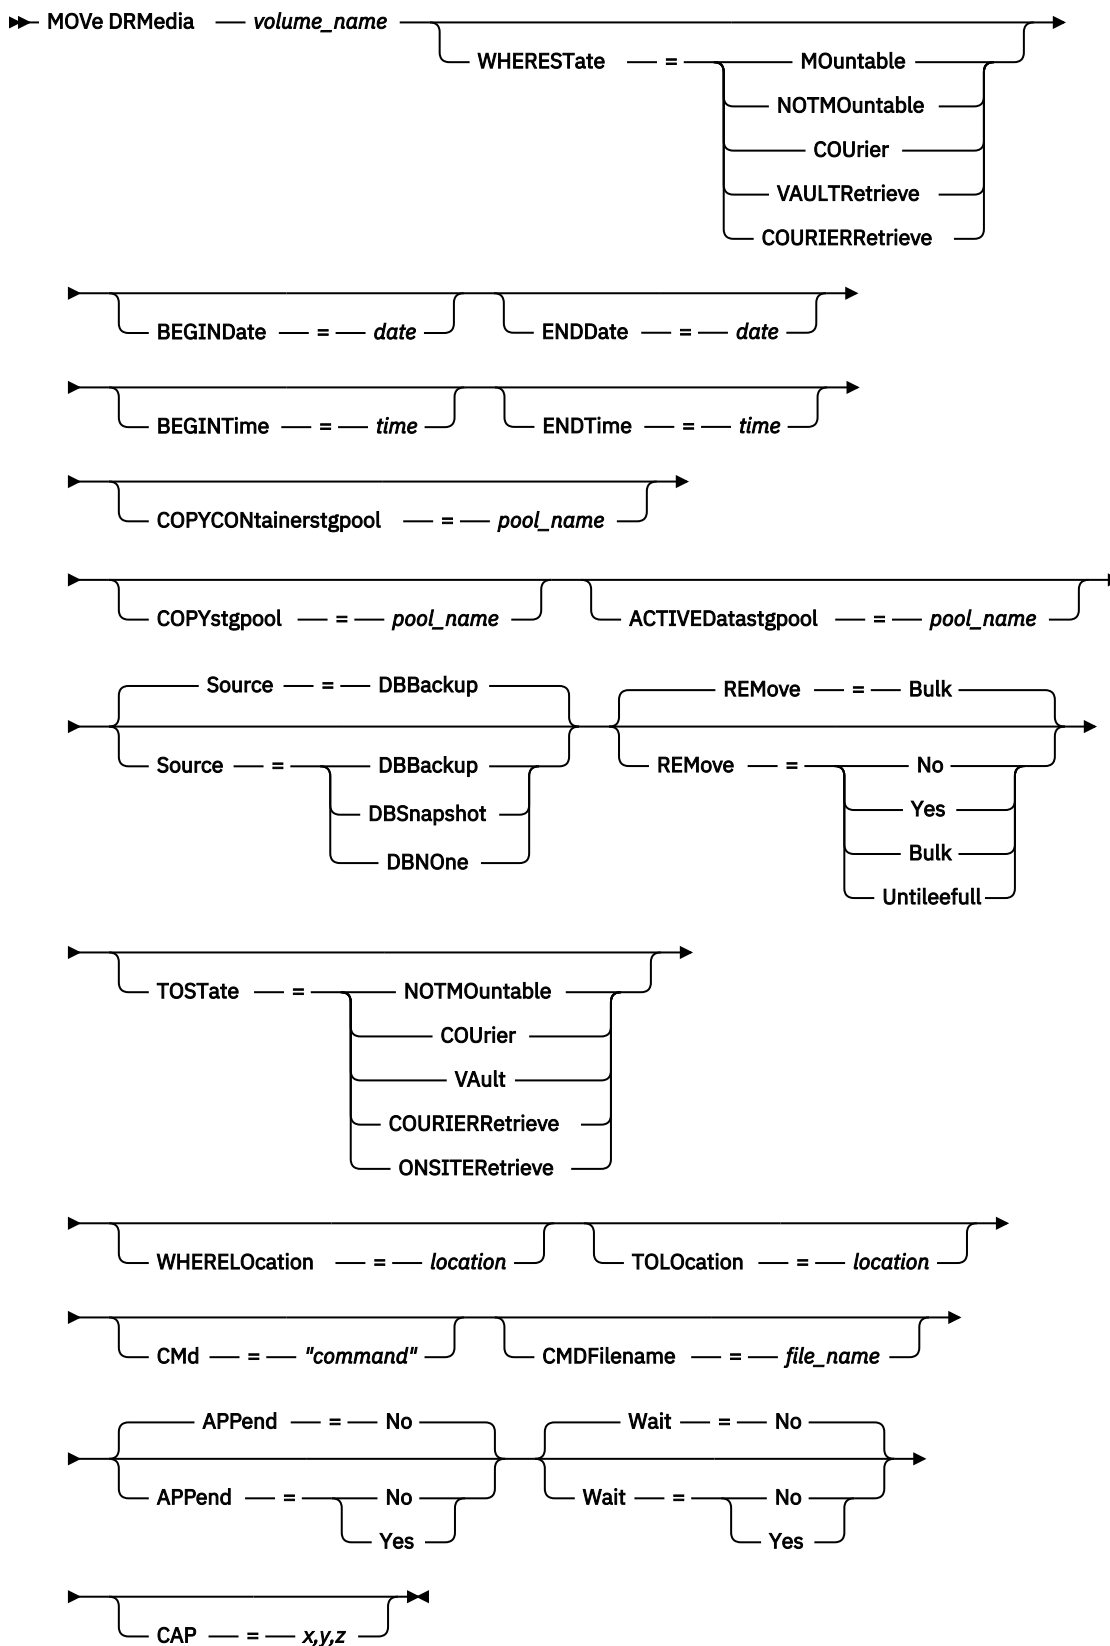 MOVe DRMedia — volume_name
WHERESTate — = — MOuntable
NOTMOuntable
COUrier
VAULTRetrieve
COURIERRetrieve
BEGINDate — = — date ENDDate — = — date
BEGINTime — = — time ENDTime — = — time
COPYCONtainerstgpool — = — pool_name
COPYstgpool — = — pool_name ACTIVEDatastgpool — = — pool_name
Source — = — DBBackup REMove — = — Bulk
Source — = — DBBackup REMove — = — No
DBSnapshot Yes
DBNOne Bulk
Untileefull
TOSTate — = — NOTMOuntable
COUrier
VAult
COURIERRetrieve
ONSITERetrieve
WHERELOcation — = — location TOLOcation — = — location
CMd — = — "command" CMDFilename — = — file_name
APPend — = — No Wait — = — No
APPend — = — No Wait — = — No
Yes Yes
CAP — = — x,y,z